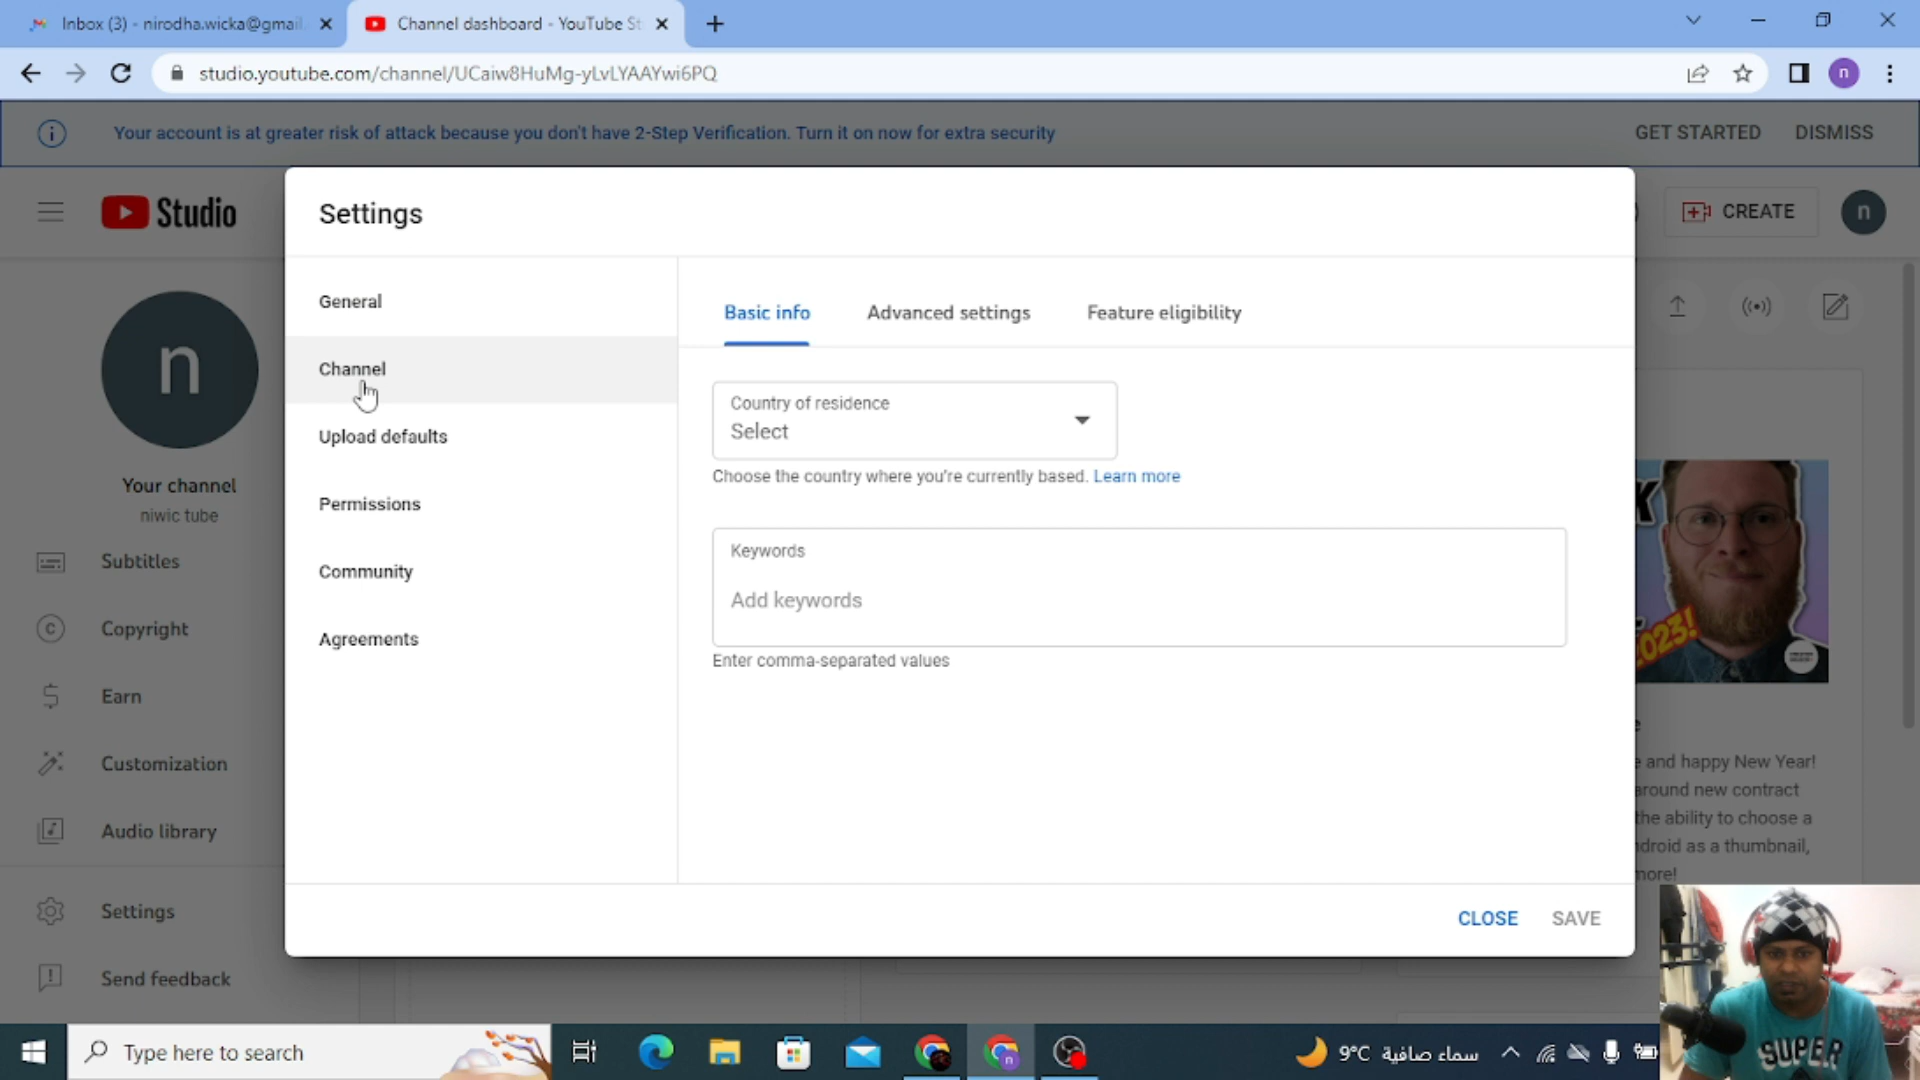 Inbox (3) - nirodha.wicka@gmail.
Channel dashboard - YouTube St
studio.youtube.com/channel/UCaiw8HuMg-yLvLYAAYwi6PQ
Your account is at greater risk of attack because you don't have 2-Step Verification. Turn it on now for extra security
GET STARTED
DISMISS
Studio
CREATE
n
n
Your channel
niwic tube
Subtitles
Copyright
Earn
Customization
Audio library
Settings
Send feedback
Settings
General
Channel
Upload defaults
Permissions
Community
Agreements
Basic info
Advanced settings
Feature eligibility
Country of residence
Select
Choose the country where you're currently based. Learn more
Keywords
Add keywords
Enter comma-separated values
CLOSE
SAVE
2023!
and happy New Year!
around new contract
the ability to choose a
as a thumbnail,
more!
Type here to search
9°C سماء صافية
SUPER